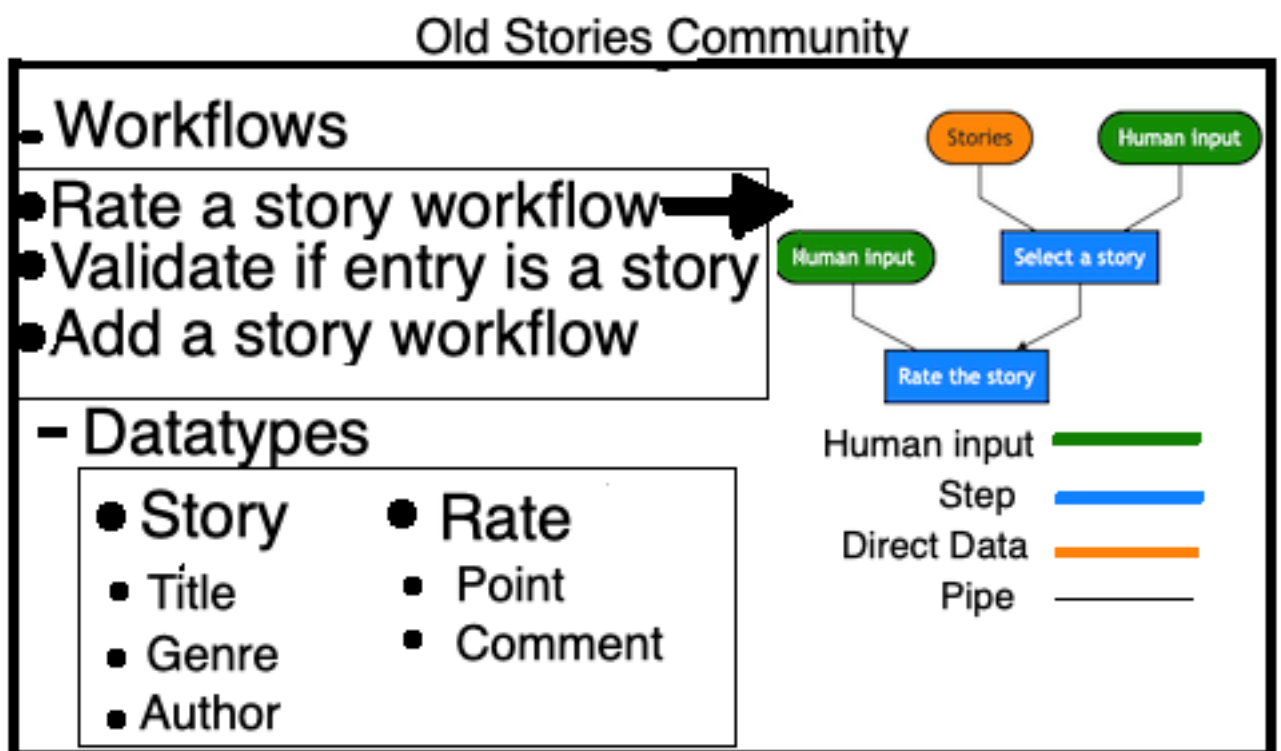 Old Stories Community
- Workflows
Rate a story workflow
Validate if entry is a story
Add a story workflow
Stories
Human input
Human input
Select a story
Rate the story
- Datatypes
Story
Title
Genre
Author
Rate
Point
Comment
Human input
Step
Direct Data
Pipe